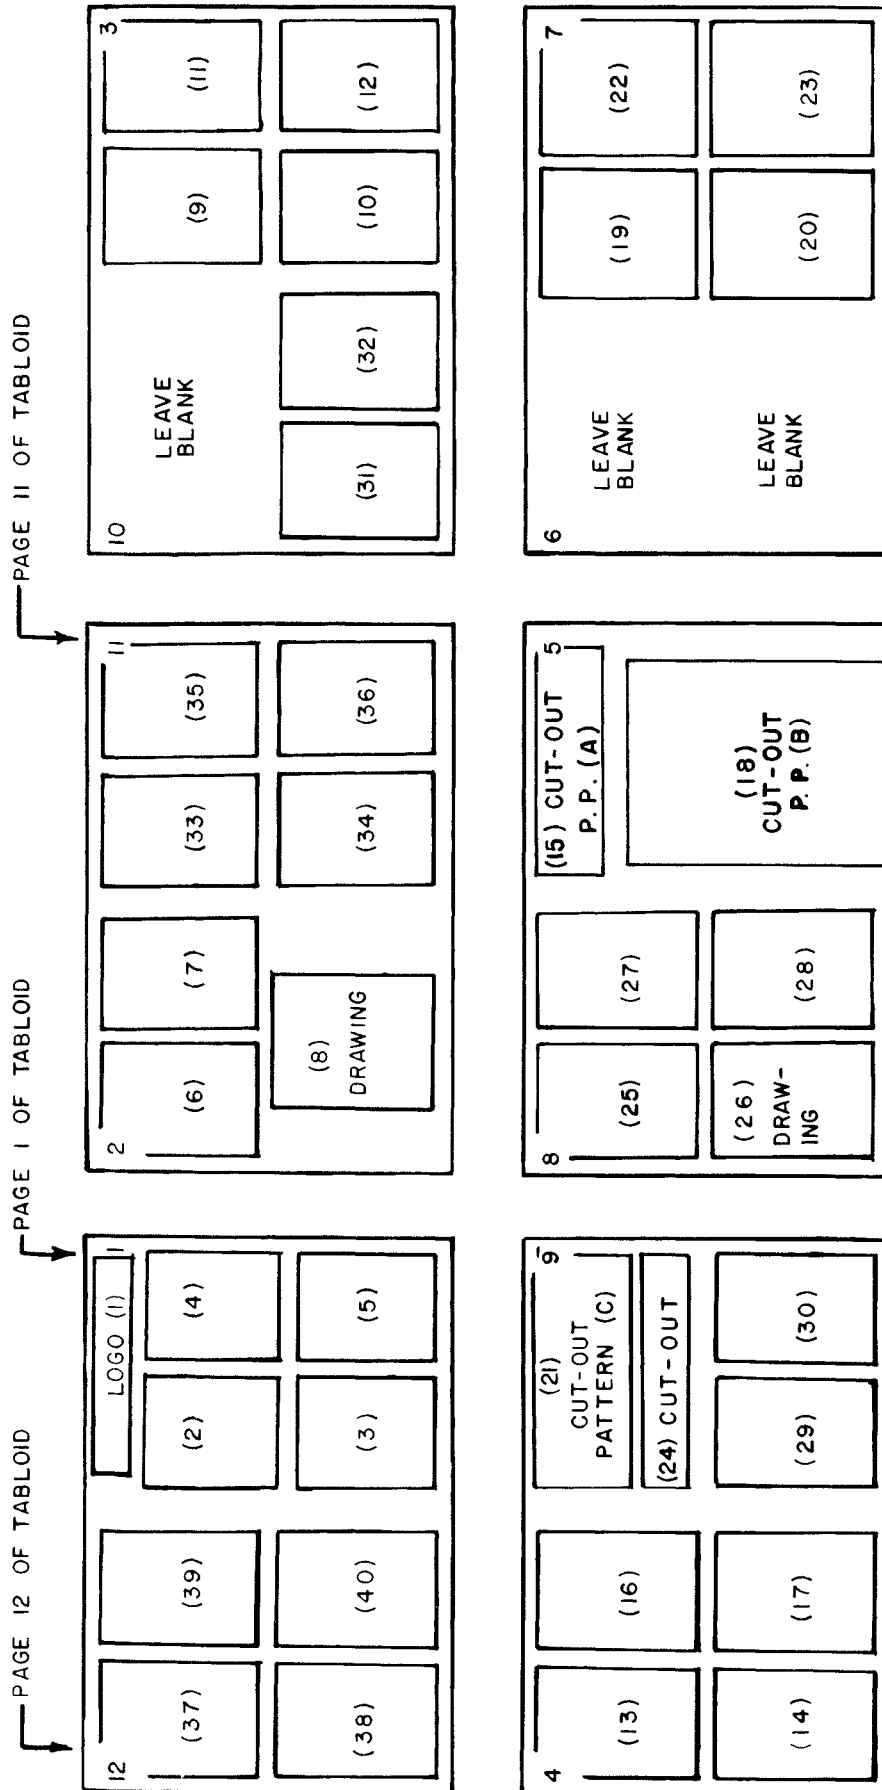 PAGE 12 OF TABLOID
PAGE 1 OF TABLOID
PAGE 11 OF TABLOID
12
(37)
(39)
(38)
(40)
1
LOGO (1)
(2)
(4)
(3)
(5)
2
(6)
(7)
(8)
DRAWING
11
(33)
(35)
(34)
(36)
10
LEAVE
BLANK
(31)
(32)
3
(9)
(11)
(10)
(12)
4
(13)
(16)
(14)
(17)
9
(21)
CUT-OUT
PATTERN (C)
(24) CUT-OUT
(29)
(30)
8
(25)
(27)
(26)
DRAW-
ING
(28)
5
(15) CUT-OUT
P.P. (A)
(18)
CUT-OUT
P.P. (B)
6
LEAVE
BLANK
LEAVE
BLANK
7
(19)
(22)
(20)
(23)